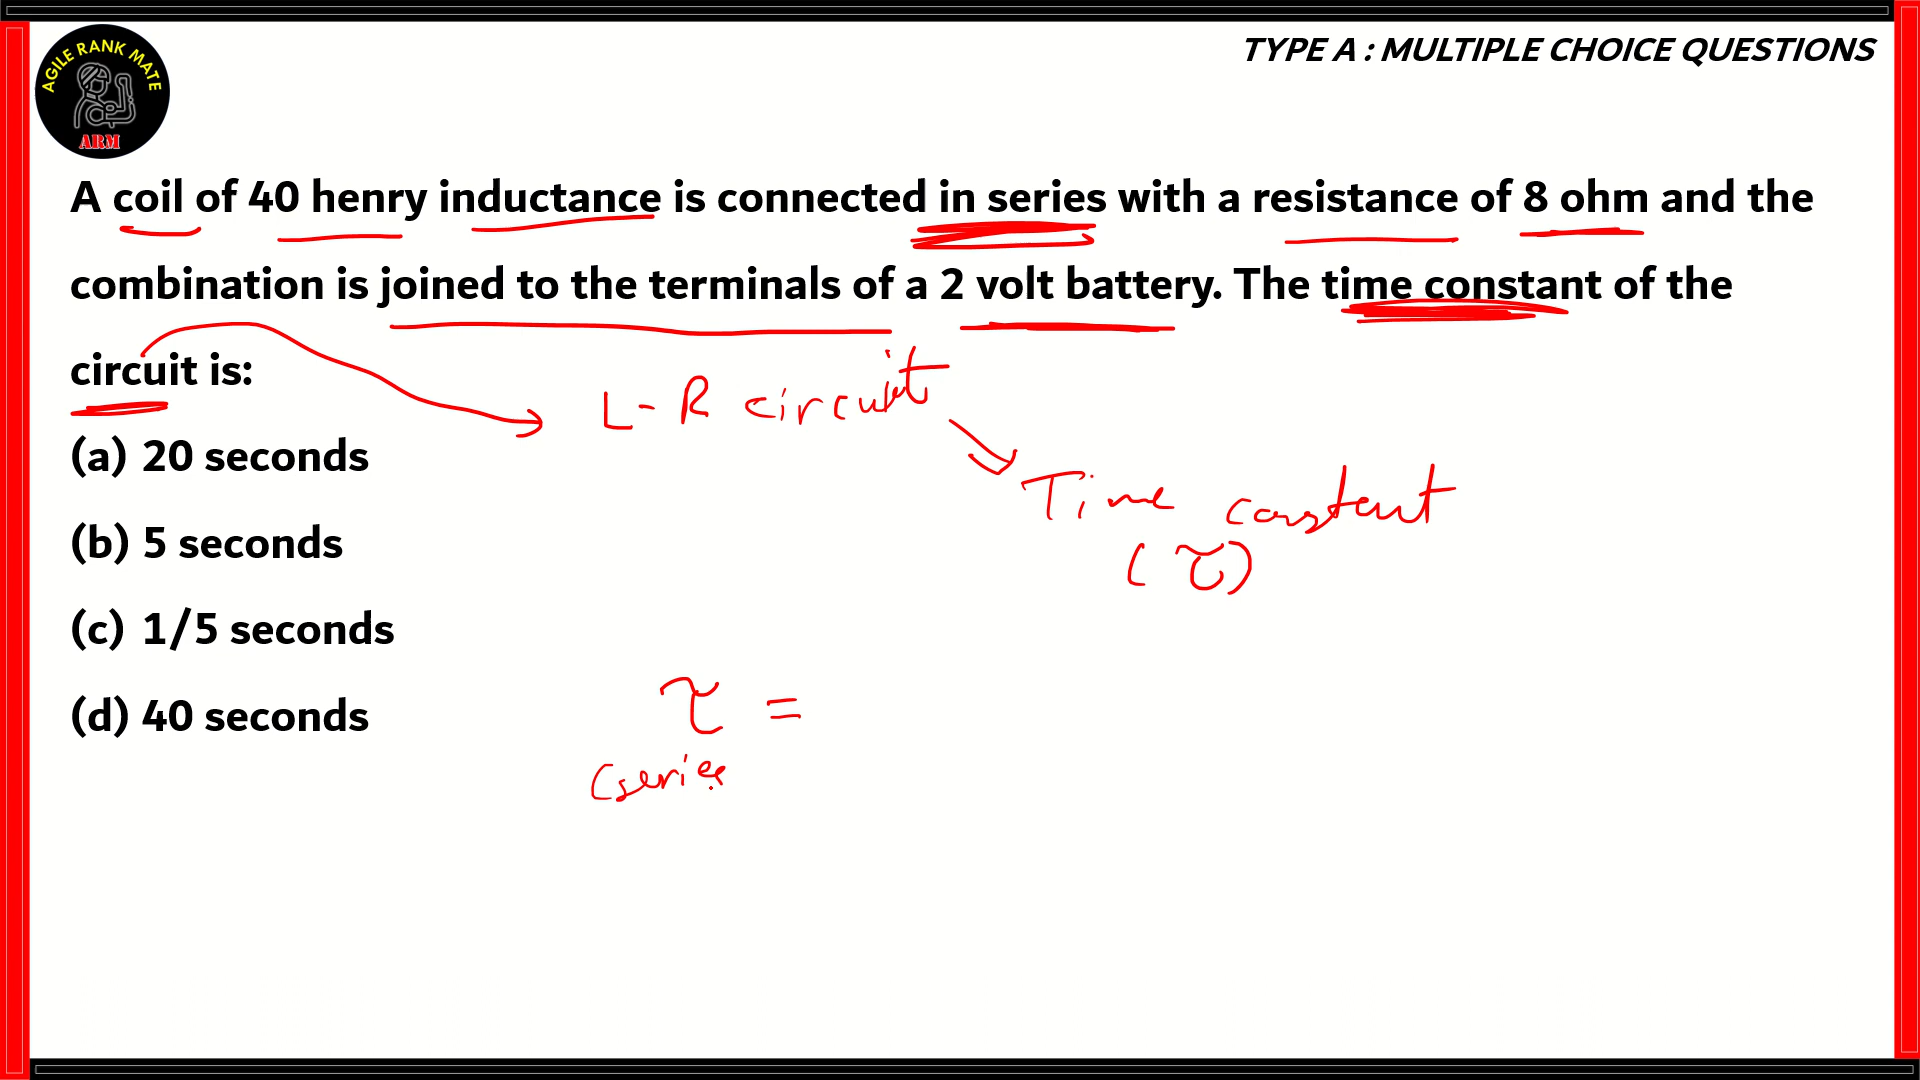 AGILE RANK MATE
ARM
TYPE A : MULTIPLE CHOICE QUESTIONS
A coil of 40 henry inductance is connected in series with a resistance of 8 ohm and the
combination is joined to the terminals of a 2 volt battery. The time constant of the
circuit is:
L-R circuit
(a) 20 seconds
Time constant
(b) 5 seconds
(τ)
(c) 1/5 seconds
(d) 40 seconds
τ =
(series